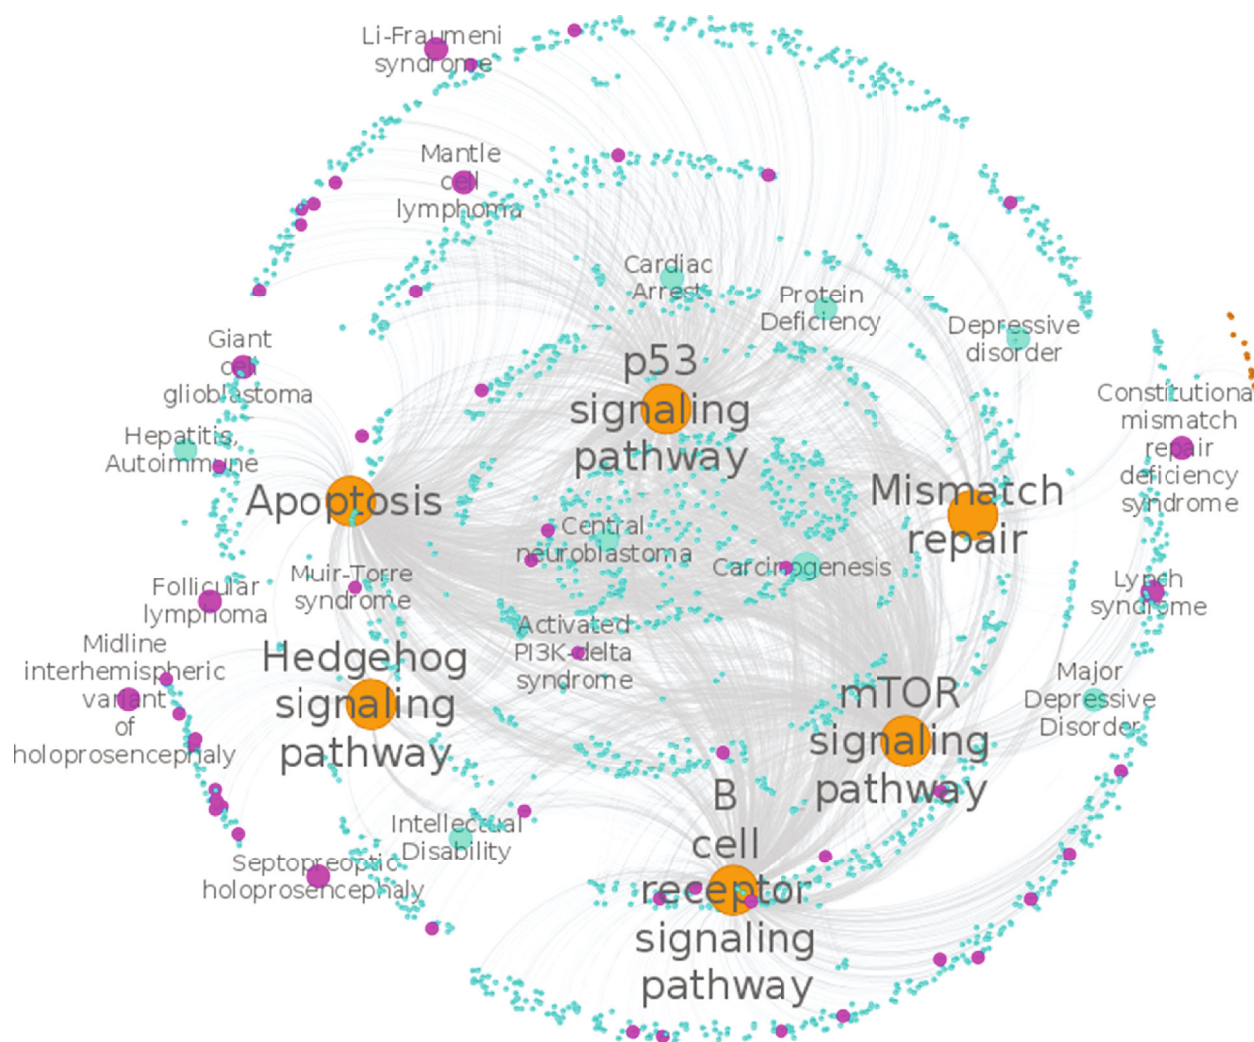 Li-Fraumeni
syndrome
Mantle
cell
lymphoma
Cardiac
Arrest
Protein
Deficiency
Depressive
disorder
Giant
cell
glioblastoma
p53
signaling
pathway
Constitutiona
mismatch
repair
deficiency
syndrome
Hepatitis,
Autoimmune
Apoptosis
Mismatch
repair
Central
neuroblastoma
Carcinogenesis
Muir-Torre
syndrome
Follicular
lymphoma
Lynch
syndrome
Activated
PI3K-delta
syndrome
Midline
interhemispheric
variant
of
holoprosencephaly
Hedgehog
signaling
pathway
mTOR
signaling
pathway
Major
Depressive
Disorder
B
cell
receptor
signaling
pathway
Intellectual
Disability
Septopreoptic
holoprosencephaly